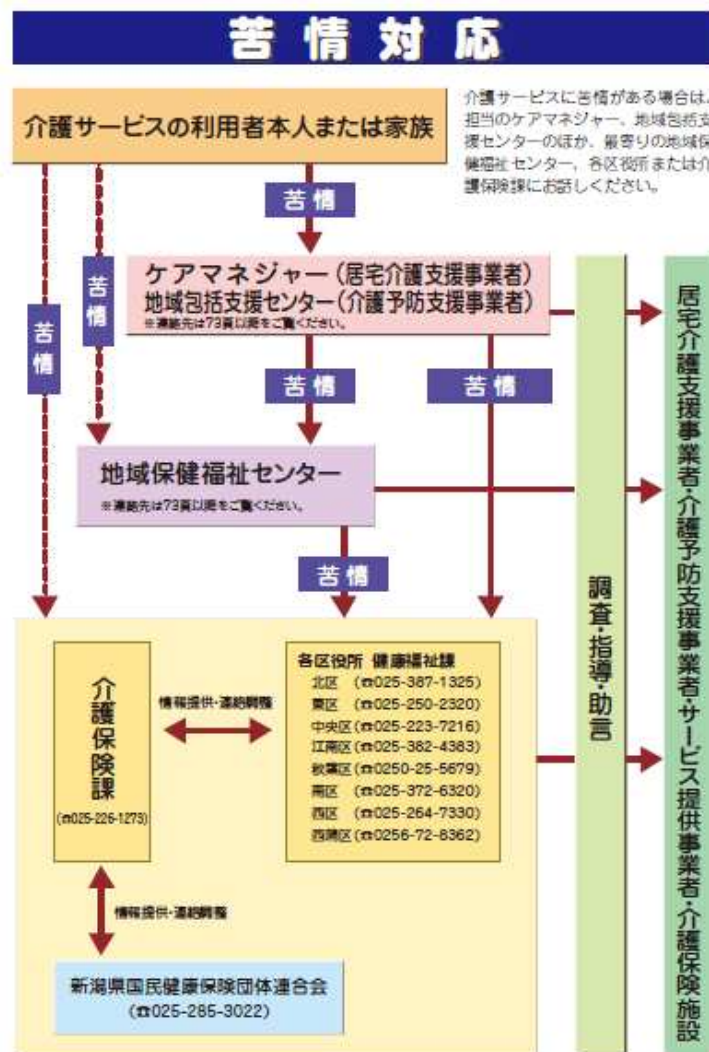 苦情対応
介護サービスの利用者本人または家族
介護サービスに苦情がある場合は、
担当のケアマネジャー、地域包括支
援センターのほか、最寄りの地域保
健福祉センター、各区役所または介
護保険課にお話しください。
苦情
苦情
苦情
ケアマネジャー(居宅介護支援事業者)
地域包括支援センター(介護予防支援事業者)
※連絡先は73頁以降をご覧ください。
苦情
苦情
地域保健福祉センター
※連絡先は73頁以降をご覧ください。
苦情
介護保険課
(☎025-226-1273)
情報提供・連絡調整
各区役所 健康福祉課
北区 (☎025-387-1325)
東区 (☎025-250-2320)
中央区(☎025-223-7216)
江南区(☎025-382-4383)
秋葉区(☎0250-25-5679)
南区 (☎025-372-6320)
西区 (☎025-264-7330)
西蒲区(☎0256-72-8362)
情報提供・連絡調整
新潟県国民健康保険団体連合会
(☎025-285-3022)
調査・指導・助言
居宅介護支援事業者・介護予防支援事業者・サービス提供事業者・介護保険施設